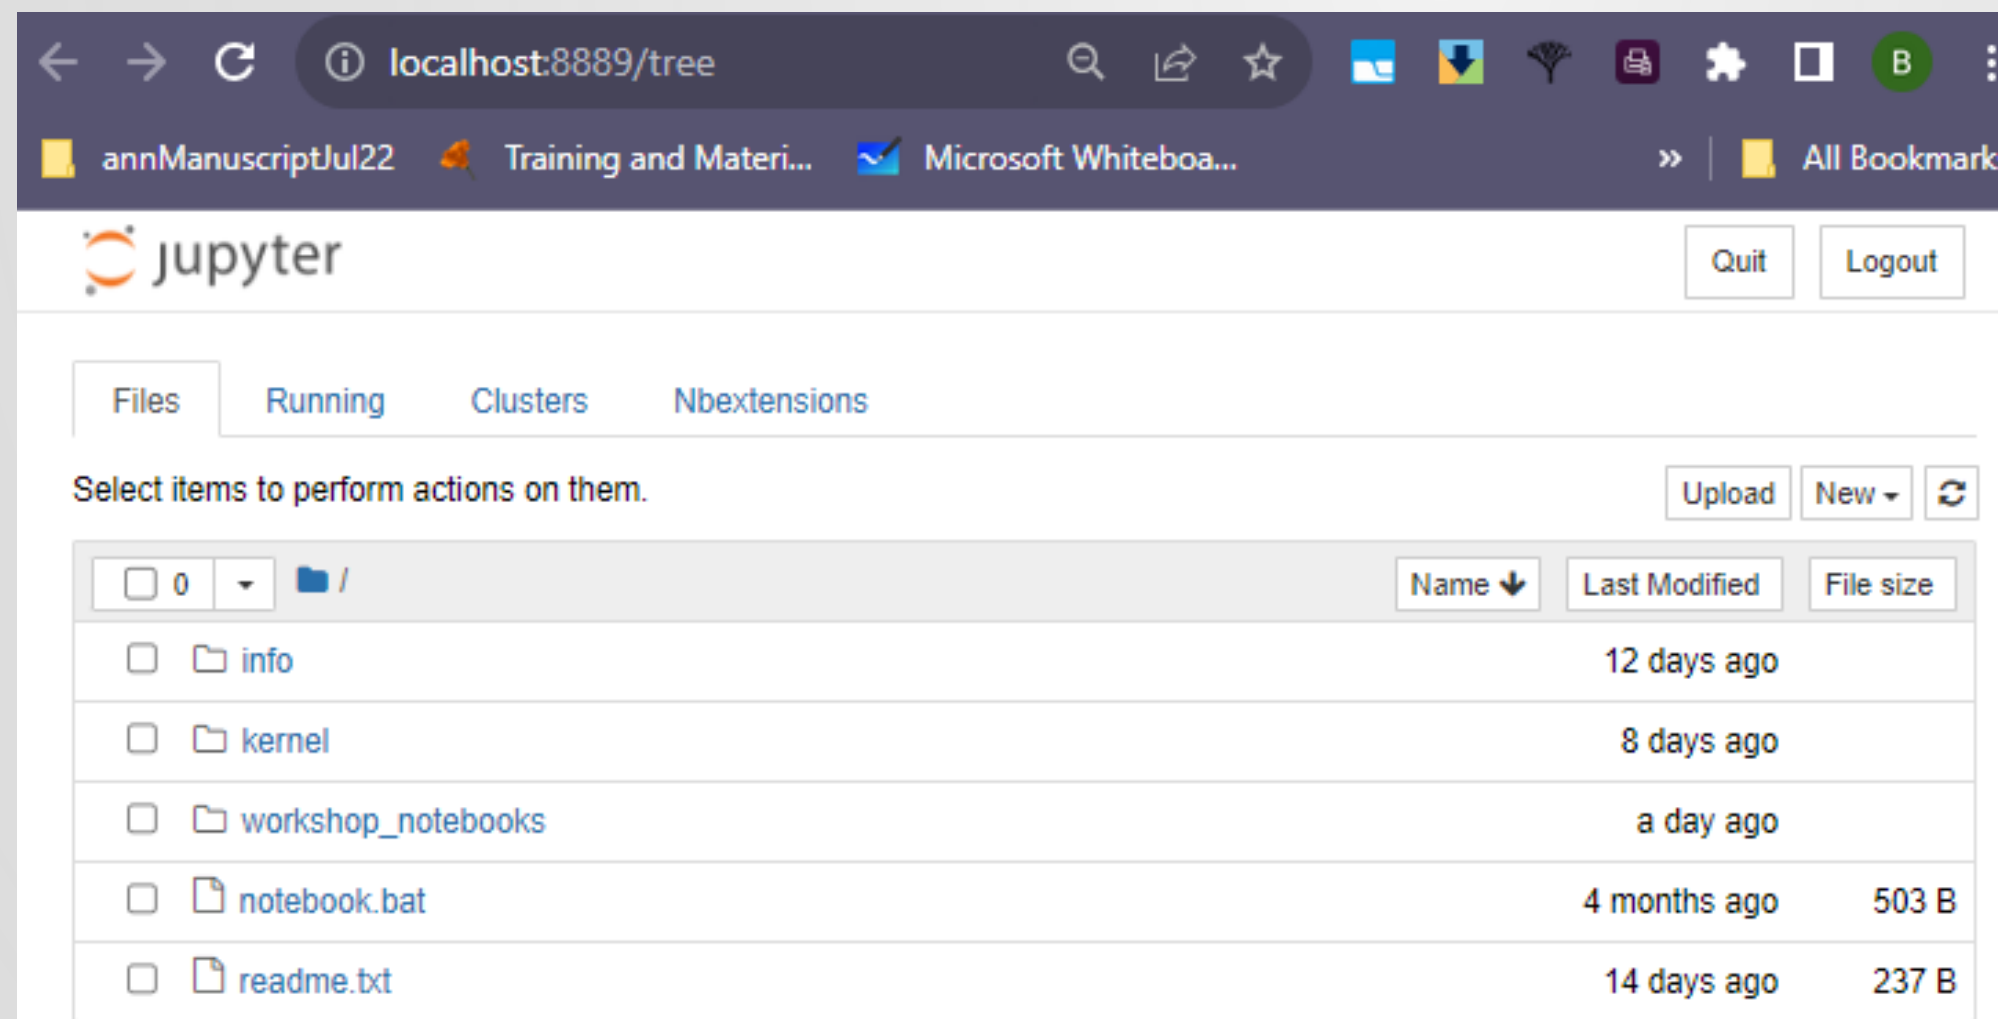 localhost:8889/tree B
annManuscriptJul22 Training and Materi... Microsoft Whiteboa... » All Bookmark
jupyter Quit Logout
Files Running Clusters Nbextensions
Select items to perform actions on them. Upload New
0 / Name Last Modified File size
info 12 days ago
kernel 8 days ago
workshop_notebooks a day ago
notebook.bat 4 months ago 503 B
readme.txt 14 days ago 237 B